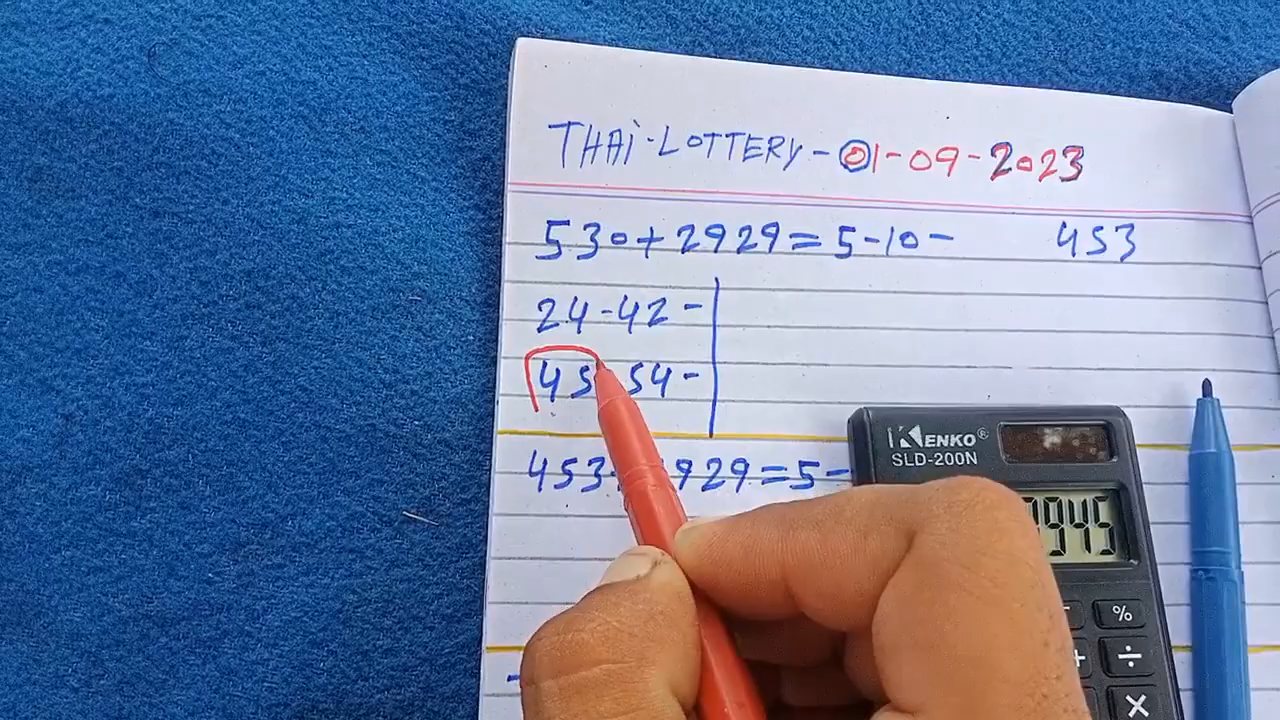 THAI-LOTTERY-01-09-2023
530+2929=5-10- 453
24-42-
45 54-
453 929=5-
KENKO®
SLD-200N
945
%
÷
×